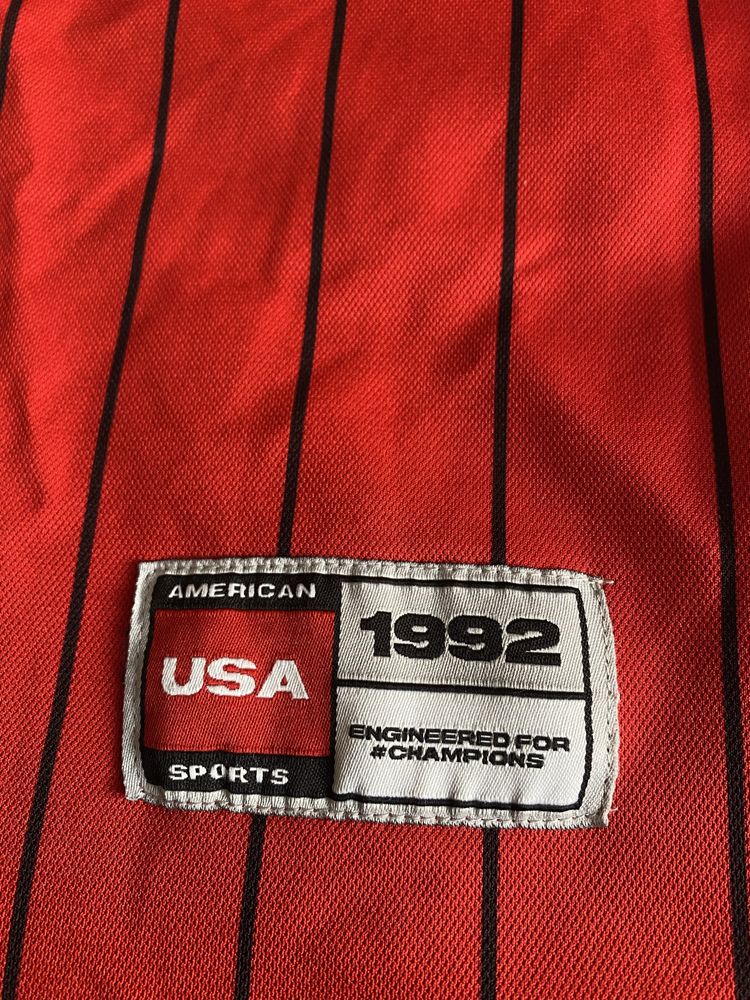 AMERICAN
USA
SPORTS
1992
ENGINEERED FOR
#CHAMPIONS